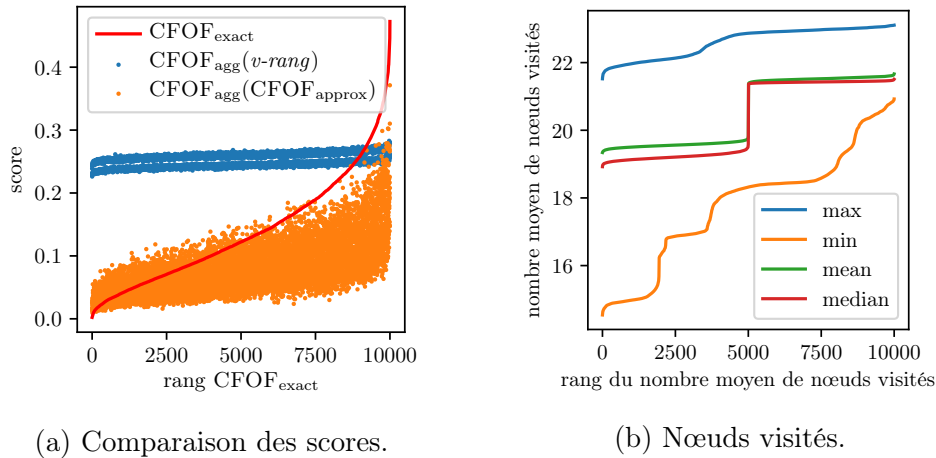 CFOF_exact
CFOF_agg(v-rang)
CFOF_agg(CFOF_approx)
score
0.4
0.3
0.2
0.1
0.0
0 2500 5000 7500 10000
rang CFOF_exact
(a) Comparaison des scores.
nombre moyen de nœuds visités
22
20
18
16
max
min
mean
median
0 2500 5000 7500 10000
rang du nombre moyen de nœuds visités
(b) Nœuds visités.